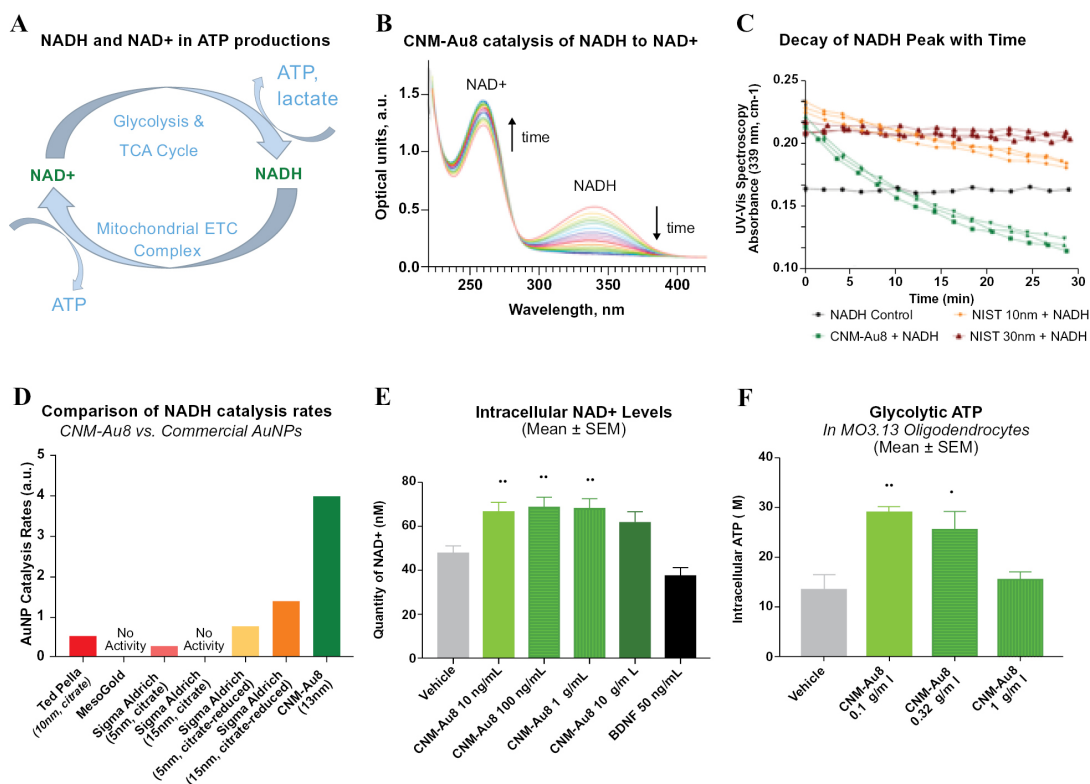 A
NADH and NAD+ in ATP productions
ATP,
lactate
Glycolysis &
TCA Cycle
NAD+
NADH
Mitochondrial ETC
Complex
ATP
B
CNM-Au8 catalysis of NADH to NAD+
Optical units, a.u.
1.5
1.0
0.5
0.0
NAD+
time
NADH
time
250
300
350
400
Wavelength, nm
C
Decay of NADH Peak with Time
UV-Vis Spectroscopy
Absorbance (339 nm, cm-1)
0.25
0.20
0.15
0.10
0
5
10
15
20
25
30
Time (min)
NADH Control
NIST 10nm + NADH
CNM-Au8 + NADH
NIST 30nm + NADH
D
Comparison of NADH catalysis rates
CNM-Au8 vs. Commercial AuNPs
AuNP Catalysis Rates (a.u.)
5
4
3
2
1
0
No
Activity
No
Activity
Ted Pella
(10nm, citrate)
MesoGold
Sigma Aldrich
(5nm, citrate)
Sigma Aldrich
(15nm, citrate)
Sigma Aldrich
(5nm, citrate-reduced)
Sigma Aldrich
(15nm, citrate-reduced)
CNM-Au8
(13nm)
E
Intracellular NAD+ Levels
(Mean ± SEM)
Quantity of NAD+ (nM)
100
80
60
40
20
0
••
••
••
Vehicle
CNM-Au8 10 ng/mL
CNM-Au8 100 ng/mL
CNM-Au8 1 g/mL
CNM-Au8 10 g/m L
BDNF 50 ng/mL
F
Glycolytic ATP
In MO3.13 Oligodendrocytes
(Mean ± SEM)
Intracellular ATP ( M)
40
30
20
10
0
••
•
Vehicle
CNM-Au8
0.1 g/m l
CNM-Au8
0.32 g/m l
CNM-Au8
1 g/m l